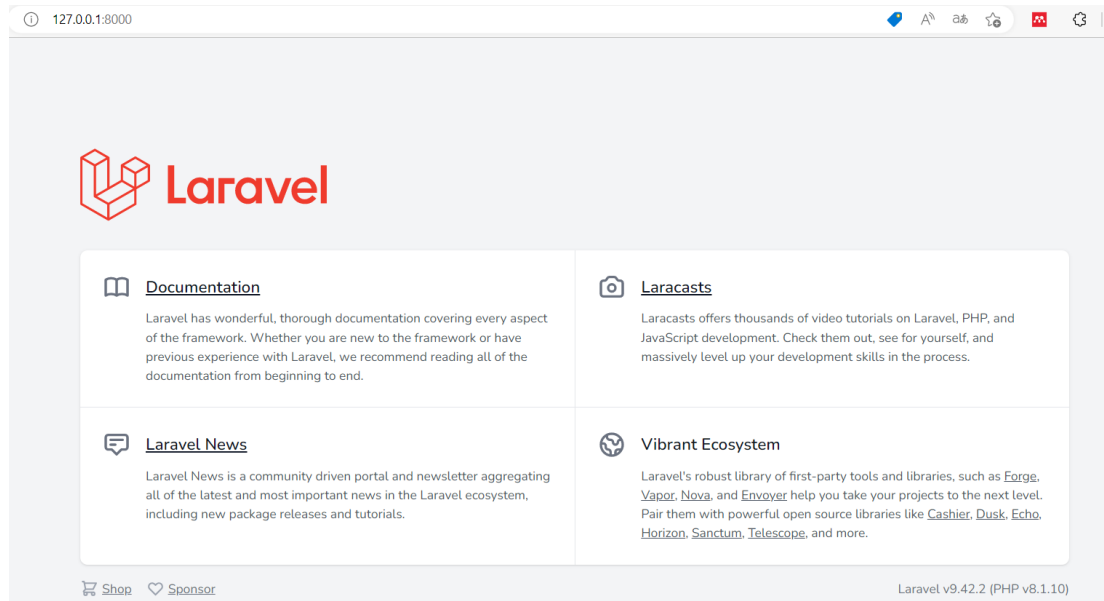 127.0.0.1:8000
Laravel
Documentation
Laravel has wonderful, thorough documentation covering every aspect
of the framework. Whether you are new to the framework or have
previous experience with Laravel, we recommend reading all of the
documentation from beginning to end.
Laracasts
Laracasts offers thousands of video tutorials on Laravel, PHP, and
JavaScript development. Check them out, see for yourself, and
massively level up your development skills in the process.
Laravel News
Laravel News is a community driven portal and newsletter aggregating
all of the latest and most important news in the Laravel ecosystem,
including new package releases and tutorials.
Vibrant Ecosystem
Laravel's robust library of first-party tools and libraries, such as Forge,
Vapor, Nova, and Envoyer help you take your projects to the next level.
Pair them with powerful open source libraries like Cashier, Dusk, Echo,
Horizon, Sanctum, Telescope, and more.
Shop Sponsor
Laravel v9.42.2 (PHP v8.1.10)